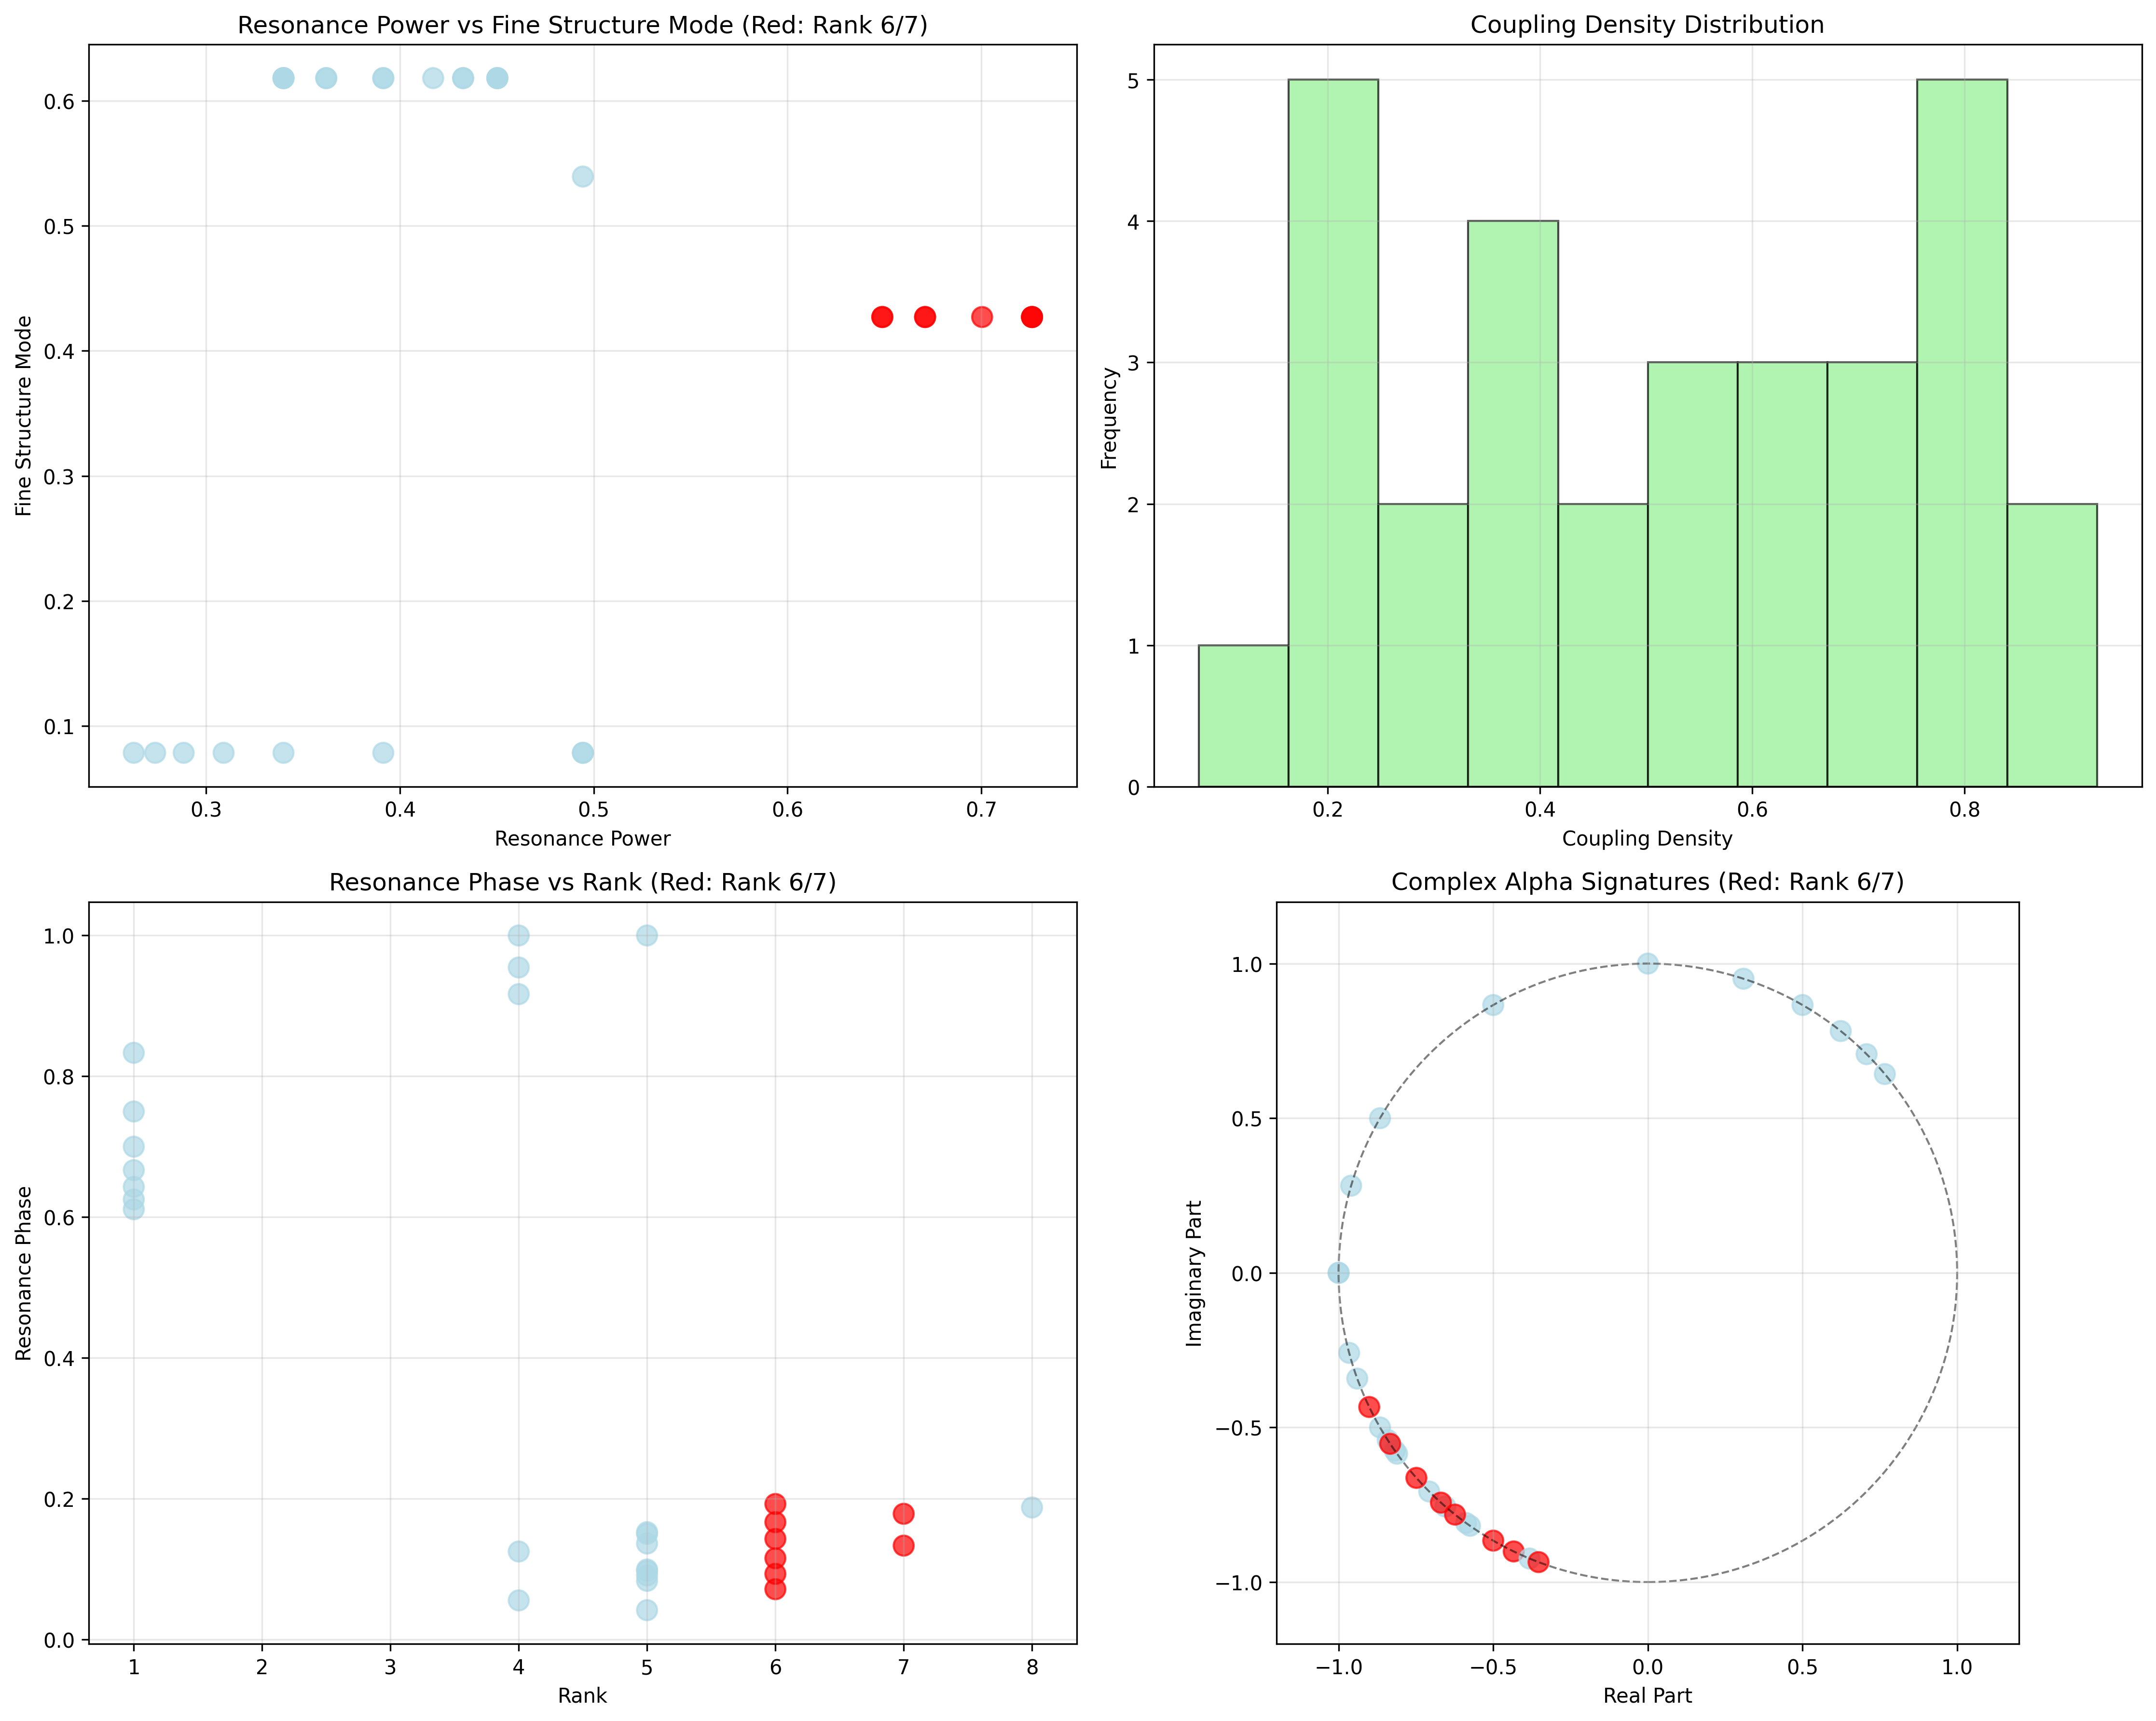 Resonance Power vs Fine Structure Mode (Red: Rank 6/7)
Fine Structure Mode
0.6
0.5
0.4
0.3
0.2
0.1
0.3 0.4 0.5 0.6 0.7
Resonance Power
Coupling Density Distribution
Frequency
5
4
3
2
1
0
0.2 0.4 0.6 0.8
Coupling Density
Resonance Phase vs Rank (Red: Rank 6/7)
Resonance Phase
1.0
0.8
0.6
0.4
0.2
0.0
1 2 3 4 5 6 7 8
Rank
Complex Alpha Signatures (Red: Rank 6/7)
Imaginary Part
1.0
0.5
0.0
−0.5
−1.0
−1.0 −0.5 0.0 0.5 1.0
Real Part